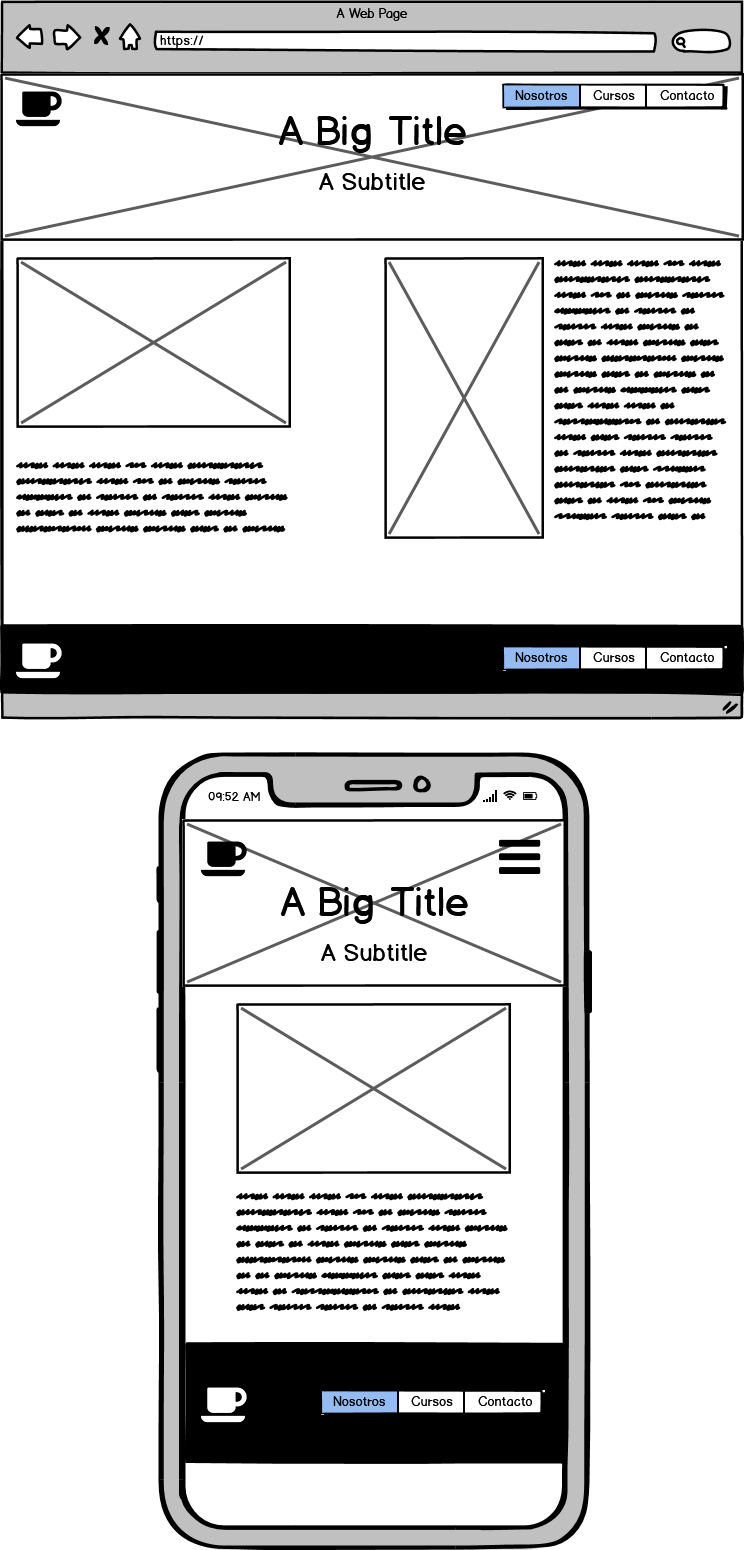 A Web Page
https://
Nosotros Cursos Contacto
A Big Title
A Subtitle
Nosotros Cursos Contacto
09:52 AM
A Big Title
A Subtitle
Nosotros Cursos Contacto